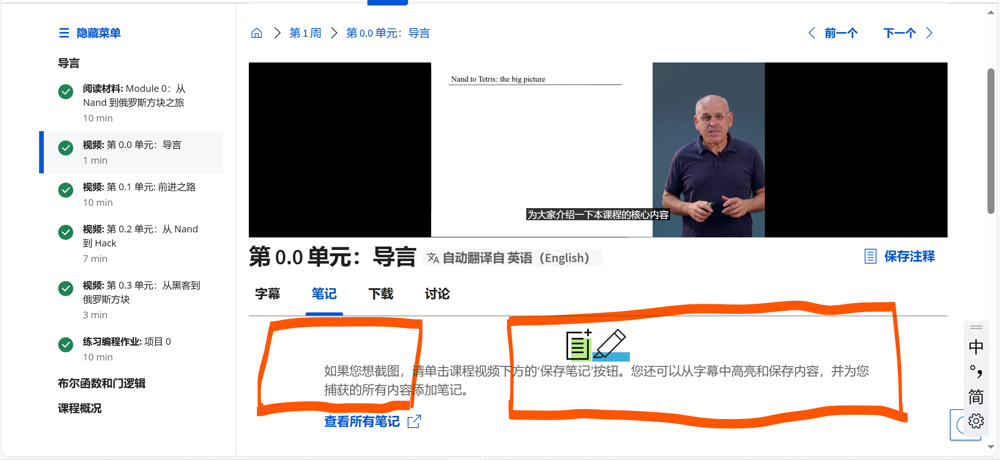 隐藏菜单
导言
阅读材料: Module 0：从
Nand 到俄罗斯方块之旅
10 min
视频: 第 0.0 单元：导言
1 min
视频: 第 0.1 单元: 前进之路
10 min
视频: 第 0.2 单元：从 Nand
到 Hack
7 min
视频: 第 0.3 单元：从黑客到
俄罗斯方块
3 min
练习编程作业: 项目 0
10 min
布尔函数和门逻辑
课程概况
第 1 周
第 0.0 单元：导言
前一个
下一个
Nand to Tetris: the big picture
为大家介绍一下本课程的核心内容
第 0.0 单元：导言
自动翻译自 英语（English）
保存注释
字幕
笔记
下载
讨论
如果您想截图，请单击课程视频下方的‘保存笔记’按钮。您还可以从字幕中高亮和保存内容，并为您
捕获的所有内容添加笔记。
查看所有笔记
中
°,
简